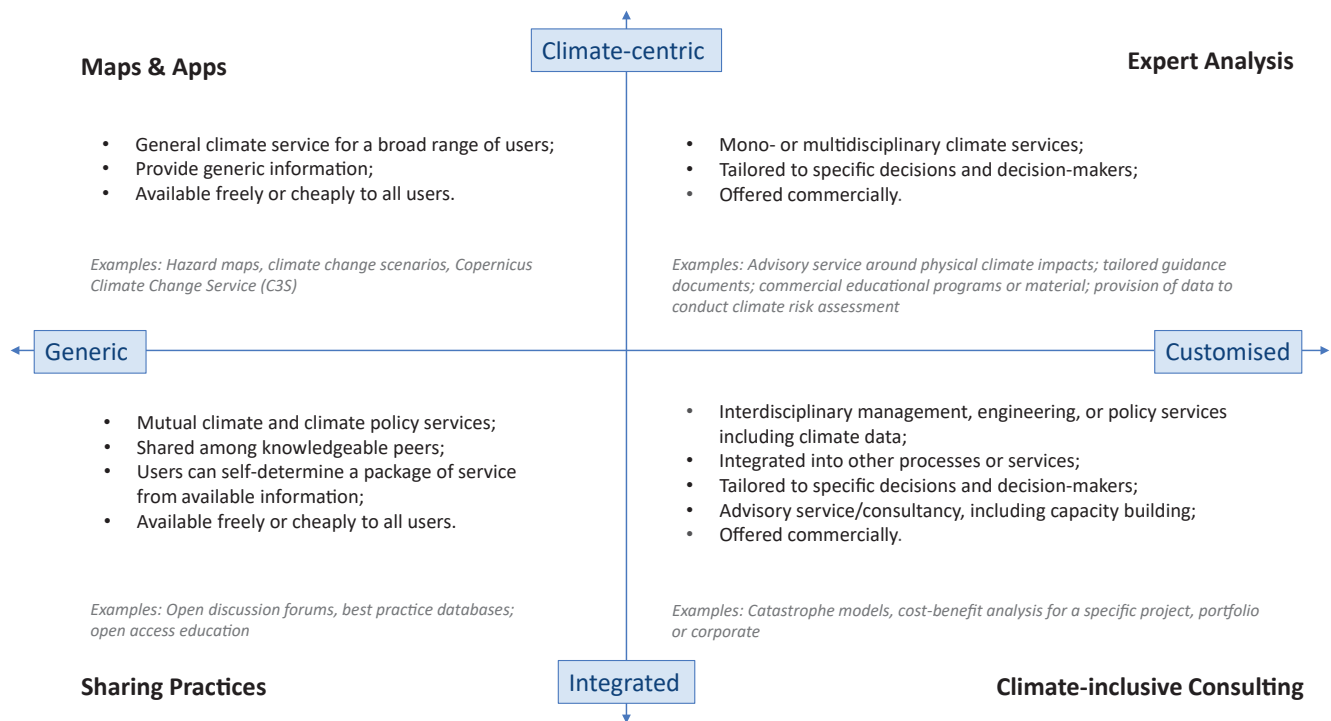 Climate-centric
Maps & Apps
Expert Analysis
• General climate service for a broad range of users;
• Provide generic information;
• Available freely or cheaply to all users.
• Mono- or multidisciplinary climate services;
• Tailored to specific decisions and decision-makers;
• Offered commercially.
Examples: Hazard maps, climate change scenarios, Copernicus
Climate Change Service (C3S)
Examples: Advisory service around physical climate impacts; tailored guidance
documents; commercial educational programs or material; provision of data to
conduct climate risk assessment
Generic
Customised
• Mutual climate and climate policy services;
• Shared among knowledgeable peers;
• Users can self-determine a package of service
from available information;
• Available freely or cheaply to all users.
• Interdisciplinary management, engineering, or policy services
including climate data;
• Integrated into other processes or services;
• Tailored to specific decisions and decision-makers;
• Advisory service/consultancy, including capacity building;
• Offered commercially.
Examples: Open discussion forums, best practice databases;
open access education
Examples: Catastrophe models, cost-benefit analysis for a specific project, portfolio
or corporate
Sharing Practices
Integrated
Climate-inclusive Consulting